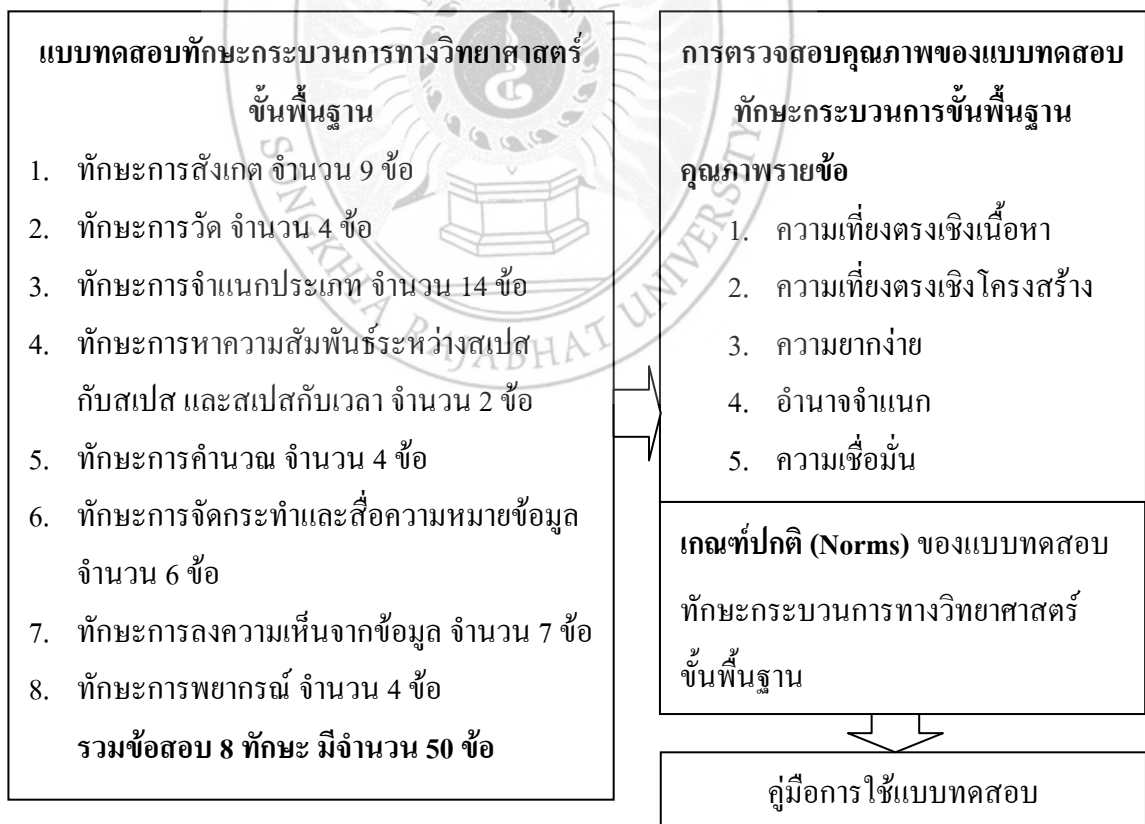 แบบทดสอบทักษะกระบวนการทางวิทยาศาสตร์
ขั้นพื้นฐาน
1. ทักษะการสังเกต จำนวน 9 ข้อ
2. ทักษะการวัด จำนวน 4 ข้อ
3. ทักษะการจำแนกประเภท จำนวน 14 ข้อ
4. ทักษะการหาความสัมพันธ์ระหว่างสเปส
กับสเปส และสเปสกับเวลา จำนวน 2 ข้อ
5. ทักษะการคำนวณ จำนวน 4 ข้อ
6. ทักษะการจัดกระทำและสื่อความหมายข้อมูล
จำนวน 6 ข้อ
7. ทักษะการลงความเห็นจากข้อมูล จำนวน 7 ข้อ
8. ทักษะการพยากรณ์ จำนวน 4 ข้อ
รวมข้อสอบ 8 ทักษะ มีจำนวน 50 ข้อ
การตรวจสอบคุณภาพของแบบทดสอบ
ทักษะกระบวนการขั้นพื้นฐาน
คุณภาพรายข้อ
1. ความเที่ยงตรงเชิงเนื้อหา
2. ความเที่ยงตรงเชิงโครงสร้าง
3. ความยากง่าย
4. อำนาจจำแนก
5. ความเชื่อมั่น
เกณฑ์ปกติ (Norms) ของแบบทดสอบ
ทักษะกระบวนการทางวิทยาศาสตร์
ขั้นพื้นฐาน
คู่มือการใช้แบบทดสอบ
SONGKHLA RAJABHAT UNIVERSITY